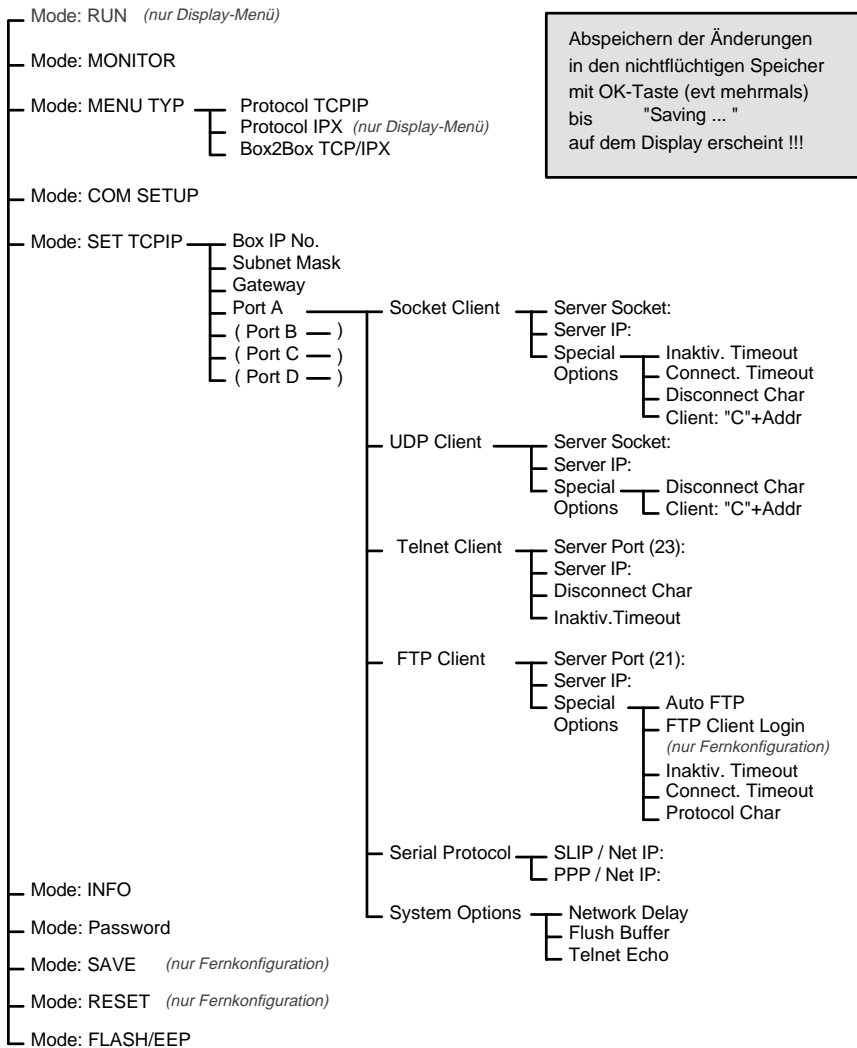 Mode: RUN (nur Display-Menü)
Mode: MONITOR
Mode: MENU TYP
Protocol TCPIP
Protocol IPX (nur Display-Menü)
Box2Box TCP/IPX
Abspeichern der Änderungen
in den nichtflüchtigen Speicher
mit OK-Taste (evt mehrmals)
bis "Saving ... "
auf dem Display erscheint !!!
Mode: COM SETUP
Mode: SET TCPIP
Box IP No.
Subnet Mask
Gateway
Port A
( Port B )
( Port C )
( Port D )
Socket Client
Server Socket:
Server IP:
Special
Options
Inaktiv. Timeout
Connect. Timeout
Disconnect Char
Client: "C"+Addr
UDP Client
Server Socket:
Server IP:
Special
Options
Disconnect Char
Client: "C"+Addr
Telnet Client
Server Port (23):
Server IP:
Disconnect Char
Inaktiv.Timeout
FTP Client
Server Port (21):
Server IP:
Special
Options
Auto FTP
FTP Client Login
(nur Fernkonfiguration)
Inaktiv. Timeout
Connect. Timeout
Protocol Char
Serial Protocol
SLIP / Net IP:
PPP / Net IP:
System Options
Network Delay
Flush Buffer
Telnet Echo
Mode: INFO
Mode: Password
Mode: SAVE (nur Fernkonfiguration)
Mode: RESET (nur Fernkonfiguration)
Mode: FLASH/EEP